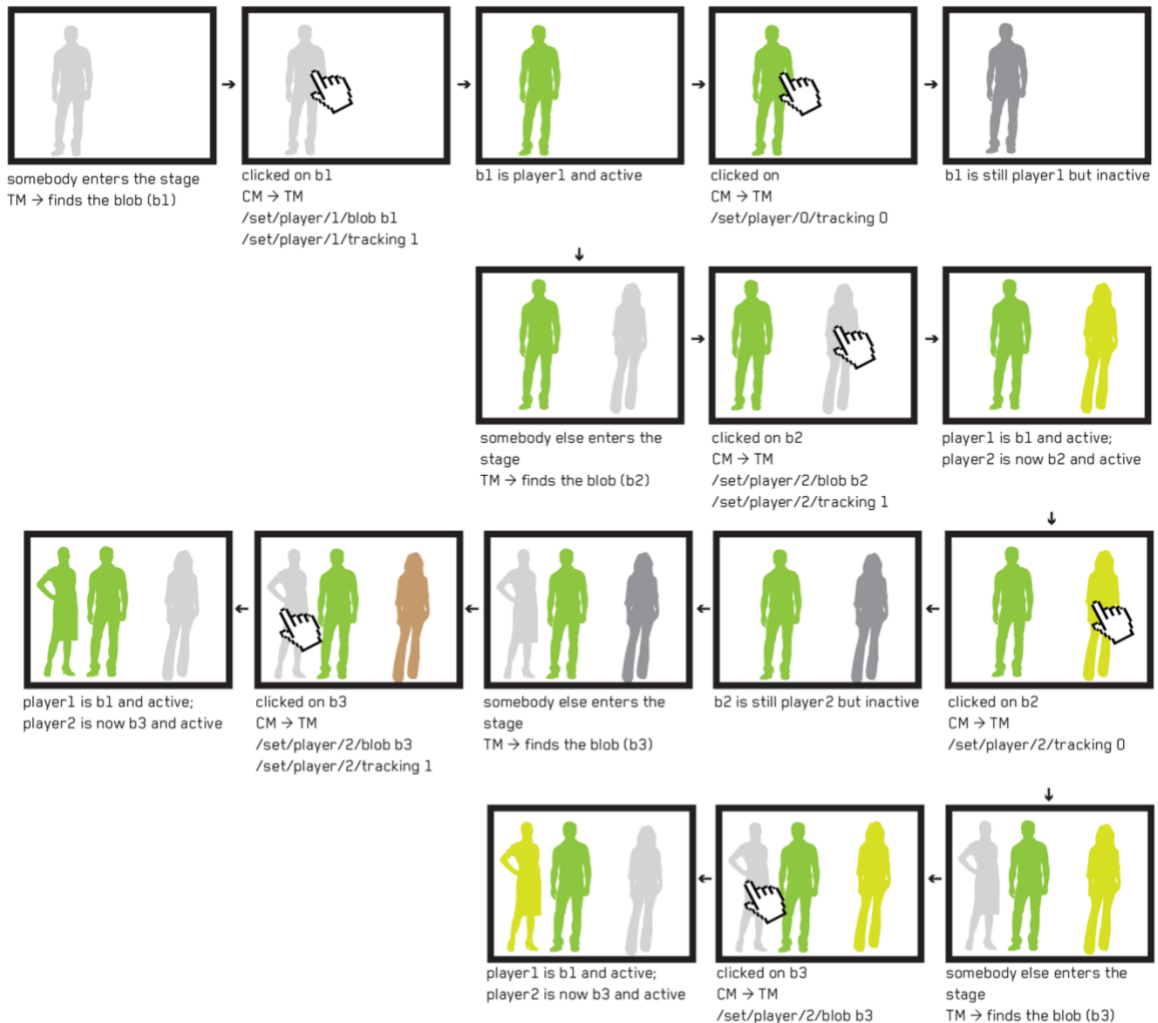 somebody enters the stage
TM → finds the blob (b1)
clicked on b1
CM → TM
/set/player/1/blob b1
/set/player/1/tracking 1
b1 is player1 and active
clicked on
CM → TM
/set/player/0/tracking 0
b1 is still player1 but inactive
somebody else enters the
stage
TM → finds the blob (b2)
clicked on b2
CM → TM
/set/player/2/blob b2
/set/player/2/tracking 1
player1 is b1 and active;
player2 is now b2 and active
player1 is b1 and active;
player2 is now b3 and active
clicked on b3
CM → TM
/set/player/2/blob b3
/set/player/2/tracking 1
somebody else enters the
stage
TM → finds the blob (b3)
b2 is still player2 but inactive
clicked on b2
CM → TM
/set/player/2/tracking 0
player1 is b1 and active;
player2 is now b3 and active
clicked on b3
CM → TM
/set/player/2/blob b3
somebody else enters the
stage
TM → finds the blob (b3)